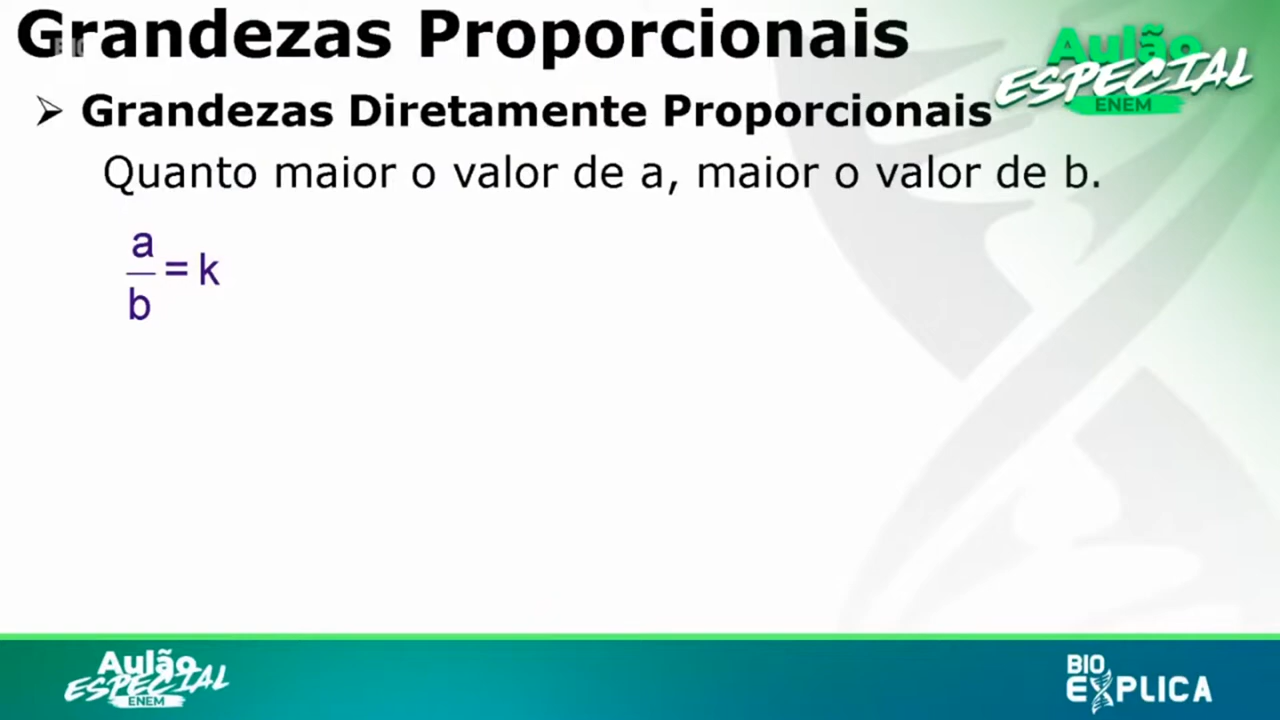 Grandezas Proporcionais
Aulão
ESPECIAL
ENEM
➢ Grandezas Diretamente Proporcionais
Quanto maior o valor de a, maior o valor de b.
a
= k
b
Aulão
ESPECIAL
ENEM
BIO
EXPLICA